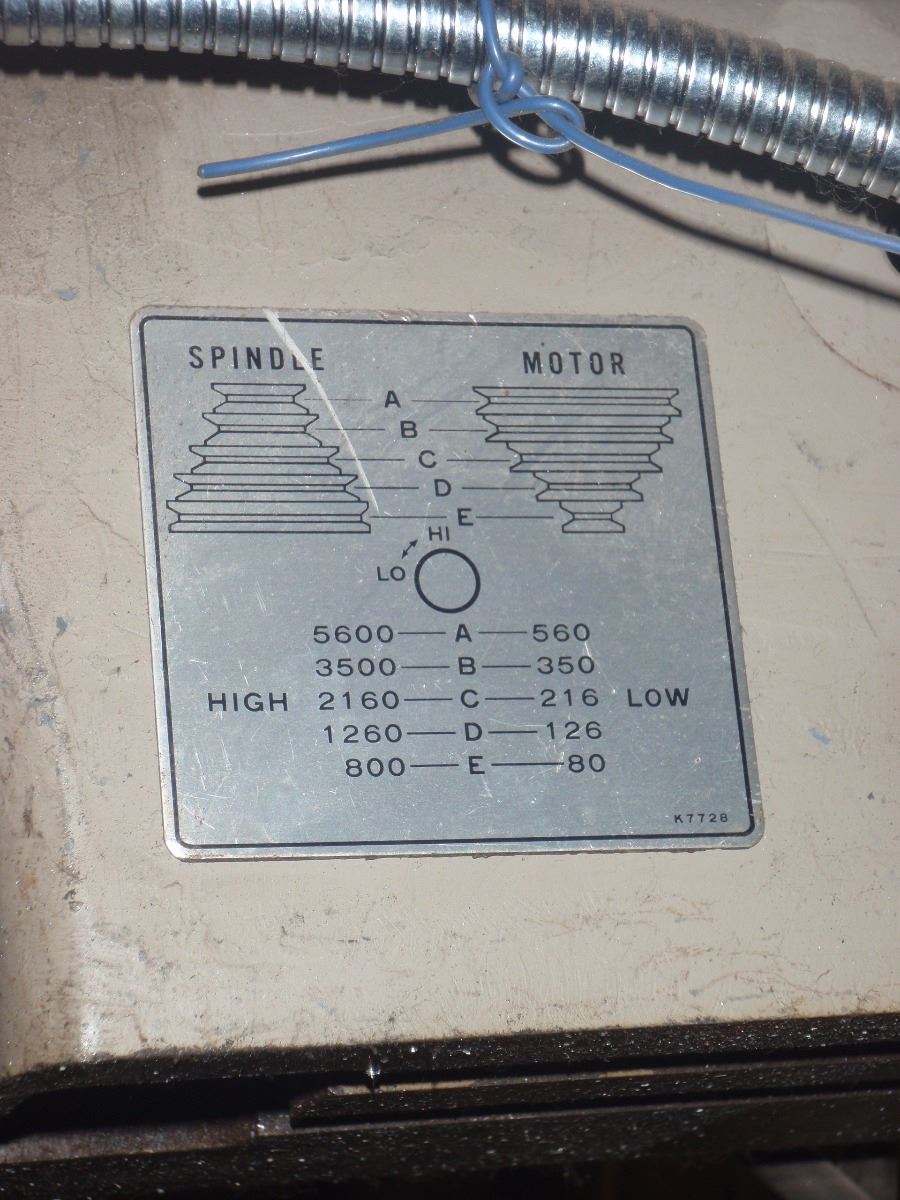 SPINDLE MOTOR
A
B
C
D
E
HI
LO
5600 A 560
3500 B 350
HIGH 2160 C 216 LOW
1260 D 126
800 E 80
K7728